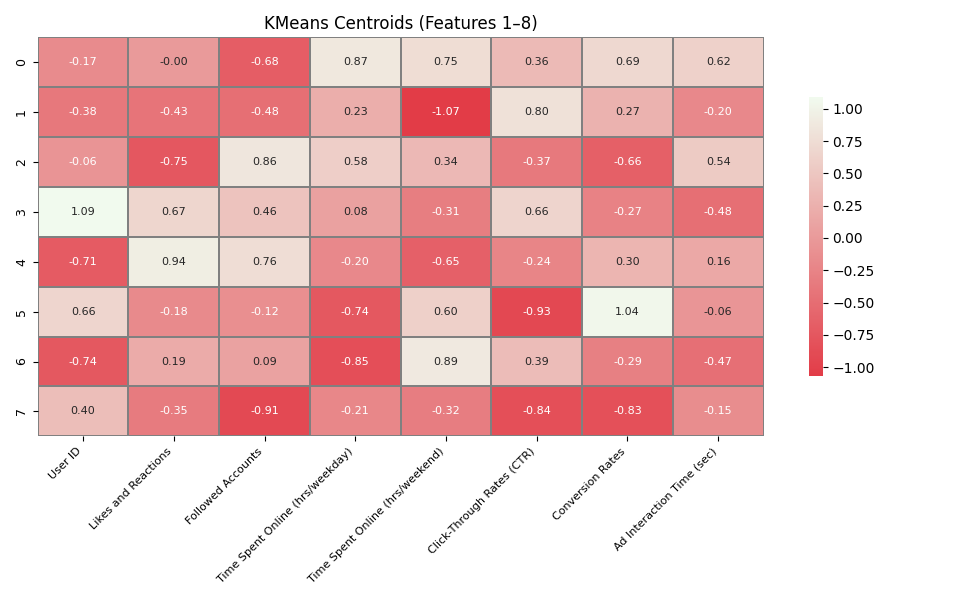 KMeans Centroids (Features 1–8)
0 -0.17 -0.00 -0.68 0.87 0.75 0.36 0.69 0.62
1 -0.38 -0.43 -0.48 0.23 -1.07 0.80 0.27 -0.20
2 -0.06 -0.75 0.86 0.58 0.34 -0.37 -0.66 0.54
3 1.09 0.67 0.46 0.08 -0.31 0.66 -0.27 -0.48
4 -0.71 0.94 0.76 -0.20 -0.65 -0.24 0.30 0.16
5 0.66 -0.18 -0.12 -0.74 0.60 -0.93 1.04 -0.06
6 -0.74 0.19 0.09 -0.85 0.89 0.39 -0.29 -0.47
7 0.40 -0.35 -0.91 -0.21 -0.32 -0.84 -0.83 -0.15
User ID
Likes and Reactions
Followed Accounts
Time Spent Online (hrs/weekday)
Time Spent Online (hrs/weekend)
Click-Through Rates (CTR)
Conversion Rates
Ad Interaction Time (sec)
1.00
0.75
0.50
0.25
0.00
−0.25
−0.50
−0.75
−1.00